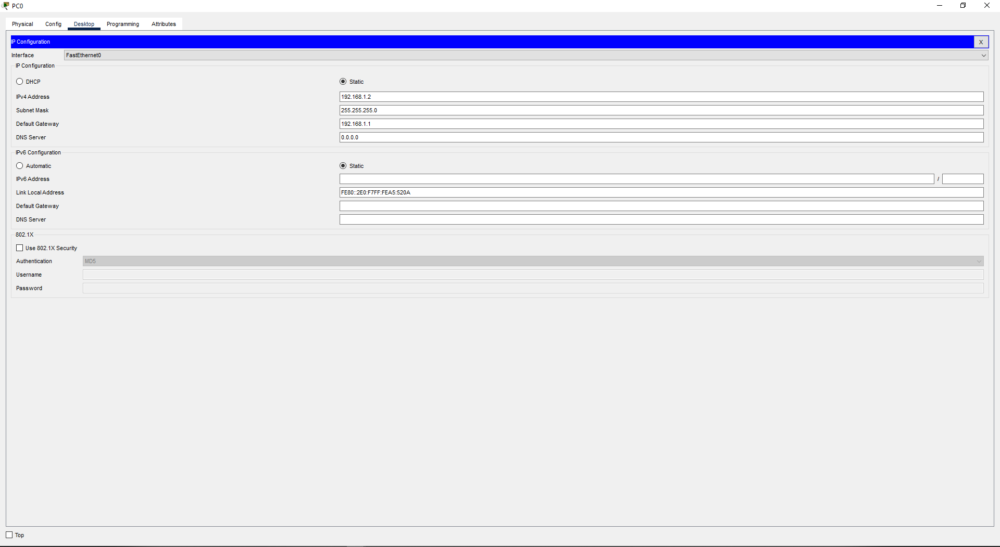 PC0
Physical Config Desktop Programming Attributes
IP Configuration X
Interface FastEthernet0
IP Configuration
DHCP Static
IPv4 Address 192.168.1.2
Subnet Mask 255.255.255.0
Default Gateway 192.168.1.1
DNS Server 0.0.0.0
IPv6 Configuration
Automatic Static
IPv6 Address /
Link Local Address FE80::2E0:F7FF:FEA5:520A
Default Gateway
DNS Server
802.1X
Use 802.1X Security
Authentication MD5
Username
Password
Top